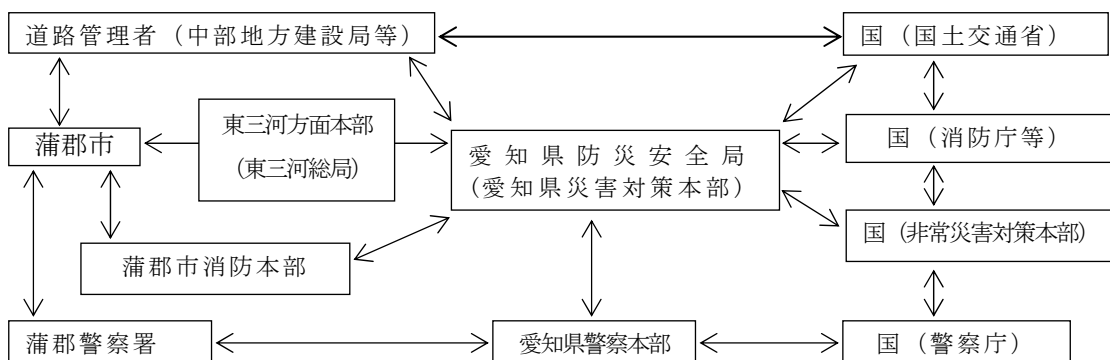 道路管理者（中部地方建設局等）
国（国土交通省）
蒲郡市
東三河方面本部
（東三河総局）
愛知県防災安全局
（愛知県災害対策本部）
国（消防庁等）
国（非常災害対策本部）
蒲郡市消防本部
蒲郡警察署
愛知県警察本部
国（警察庁）